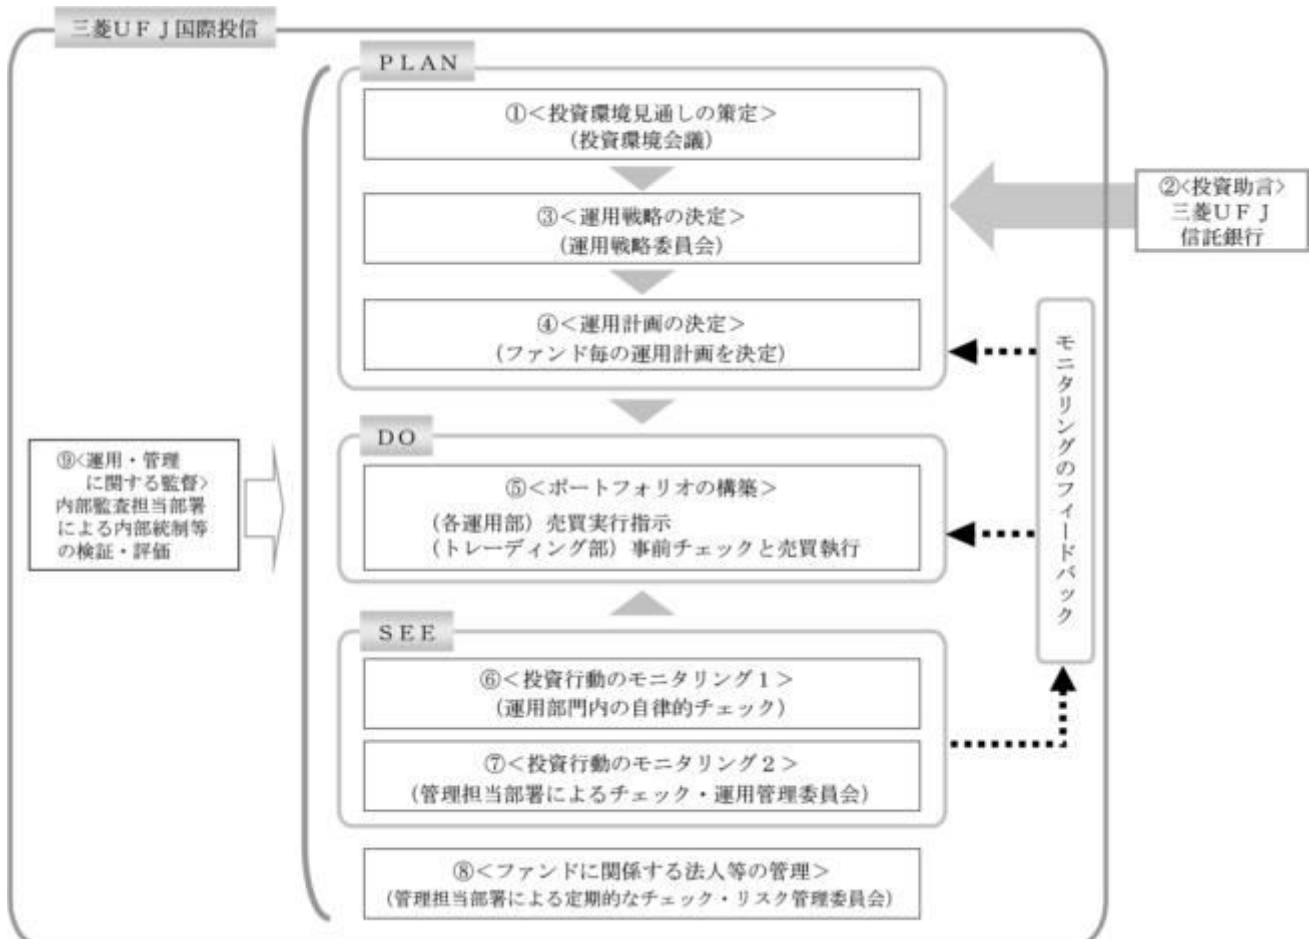 三菱ＵＦＪ国際投信
ＰＬＡＮ
①＜投資環境見通しの策定＞
（投資環境会議）
②<投資助言>
三菱ＵＦＪ
信託銀行
③＜運用戦略の決定＞
（運用戦略委員会）
④＜運用計画の決定＞
（ファンド毎の運用計画を決定）
モニタリングのフィードバック
ＤＯ
⑤＜ポートフォリオの構築＞
（各運用部）売買実行指示
（トレーディング部）事前チェックと売買執行
⑨<運用・管理
に関する監督>
内部監査担当部署
による内部統制等
の検証・評価
ＳＥＥ
⑥＜投資行動のモニタリング１＞
（運用部門内の自律的チェック）
⑦＜投資行動のモニタリング２＞
（管理担当部署によるチェック・運用管理委員会）
⑧＜ファンドに関係する法人等の管理＞
（管理担当部署による定期的なチェック・リスク管理委員会）